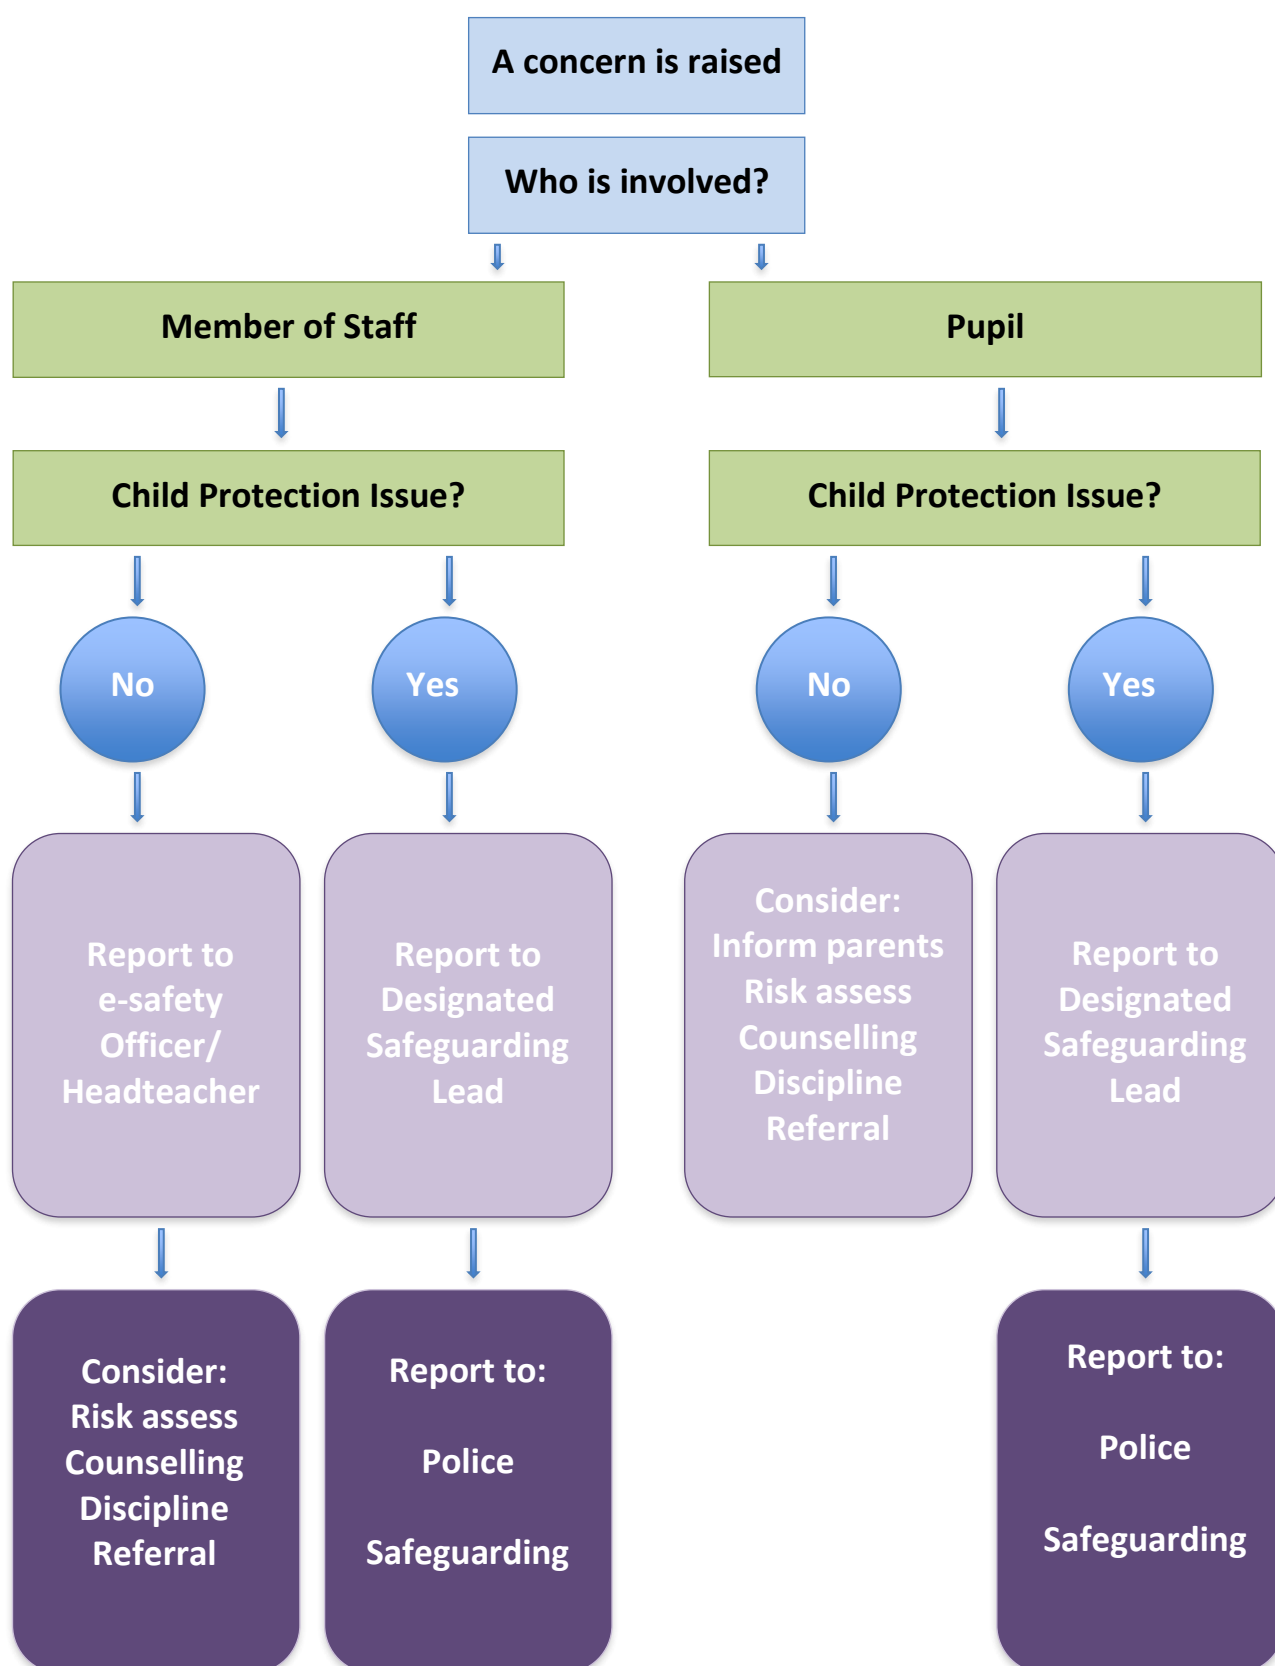 A concern is raised
Who is involved?
Member of Staff
Pupil
Child Protection Issue?
Child Protection Issue?
No
Yes
No
Yes
Report to
e-safety
Officer/
Headteacher
Report to
Designated
Safeguarding
Lead
Consider:
Inform parents
Risk assess
Counselling
Discipline
Referral
Report to
Designated
Safeguarding
Lead
Consider:
Risk assess
Counselling
Discipline
Referral
Report to:
Police
Safeguarding
Report to:
Police
Safeguarding